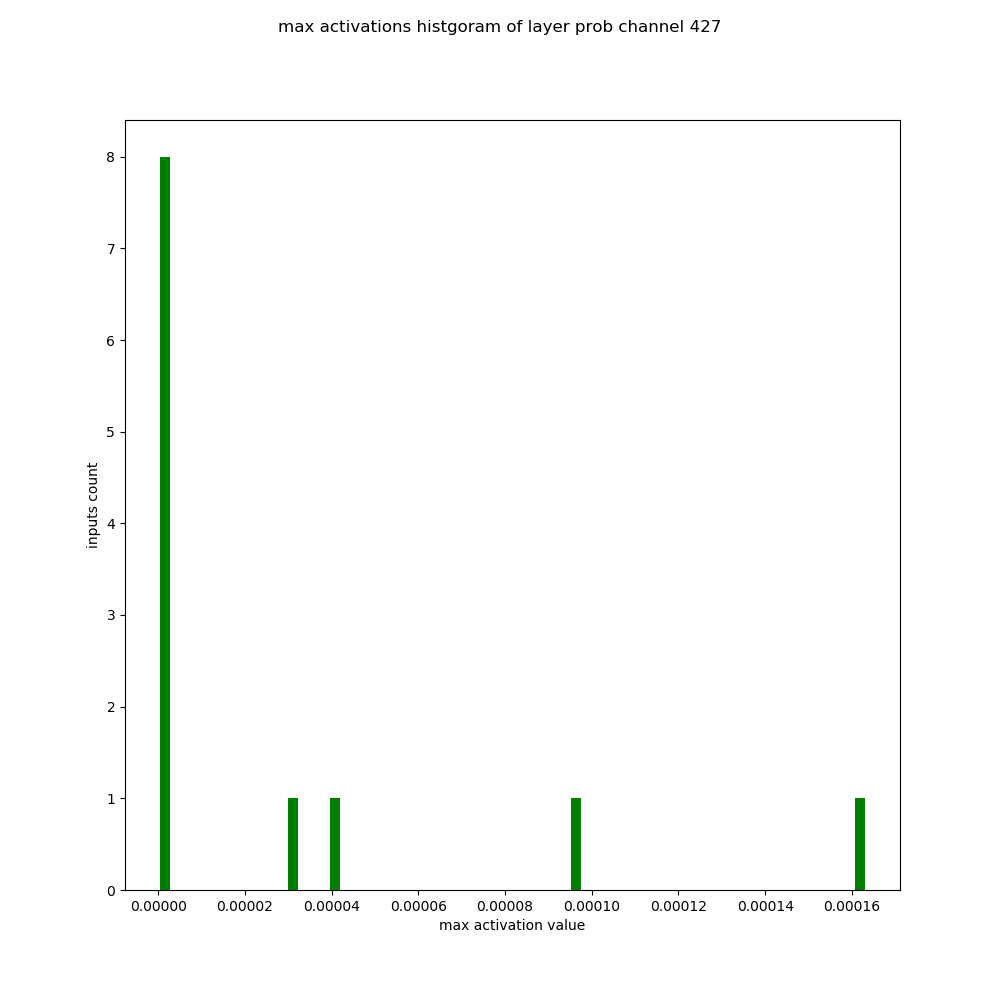 max activations histgoram of layer prob channel 427
8
7
6
5
4
3
2
1
0
inputs count
0.00000 0.00002 0.00004 0.00006 0.00008 0.00010 0.00012 0.00014 0.00016
max activation value